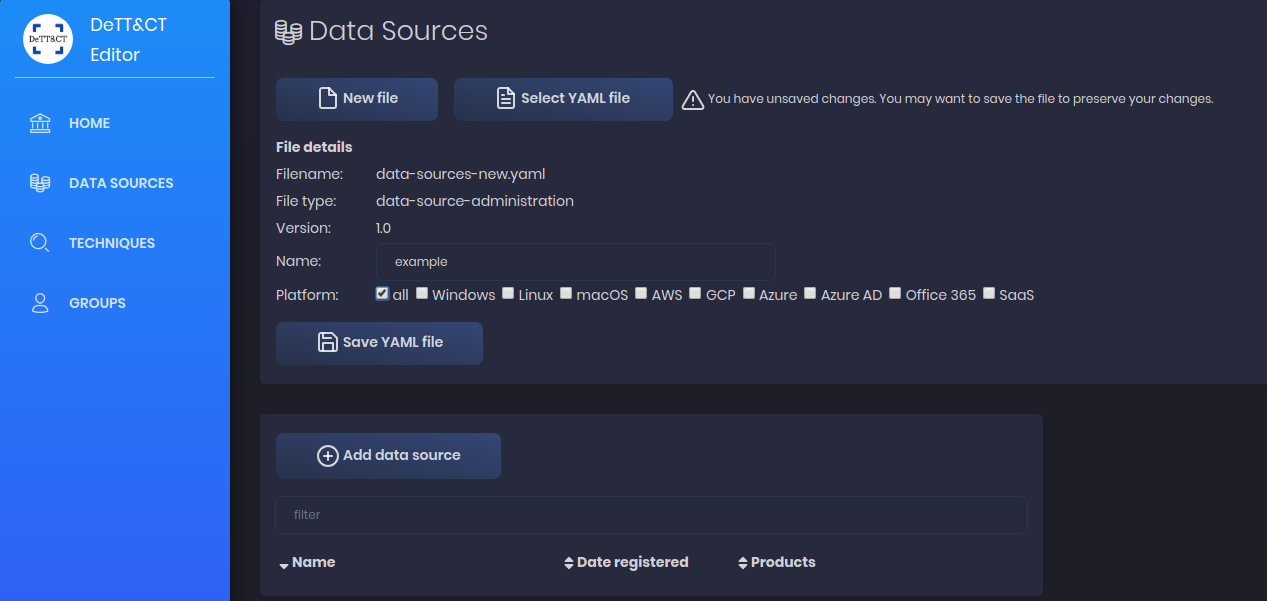 DeTT&CT
DeTT&CT
Editor
HOME
DATA SOURCES
TECHNIQUES
GROUPS
Data Sources
New file
Select YAML file
You have unsaved changes. You may want to save the file to preserve your changes.
File details
Filename: data-sources-new.yaml
File type: data-source-administration
Version: 1.0
Name: example
Platform: all Windows Linux macOS AWS GCP Azure Azure AD Office 365 SaaS
Save YAML file
Add data source
filter
Name Date registered Products